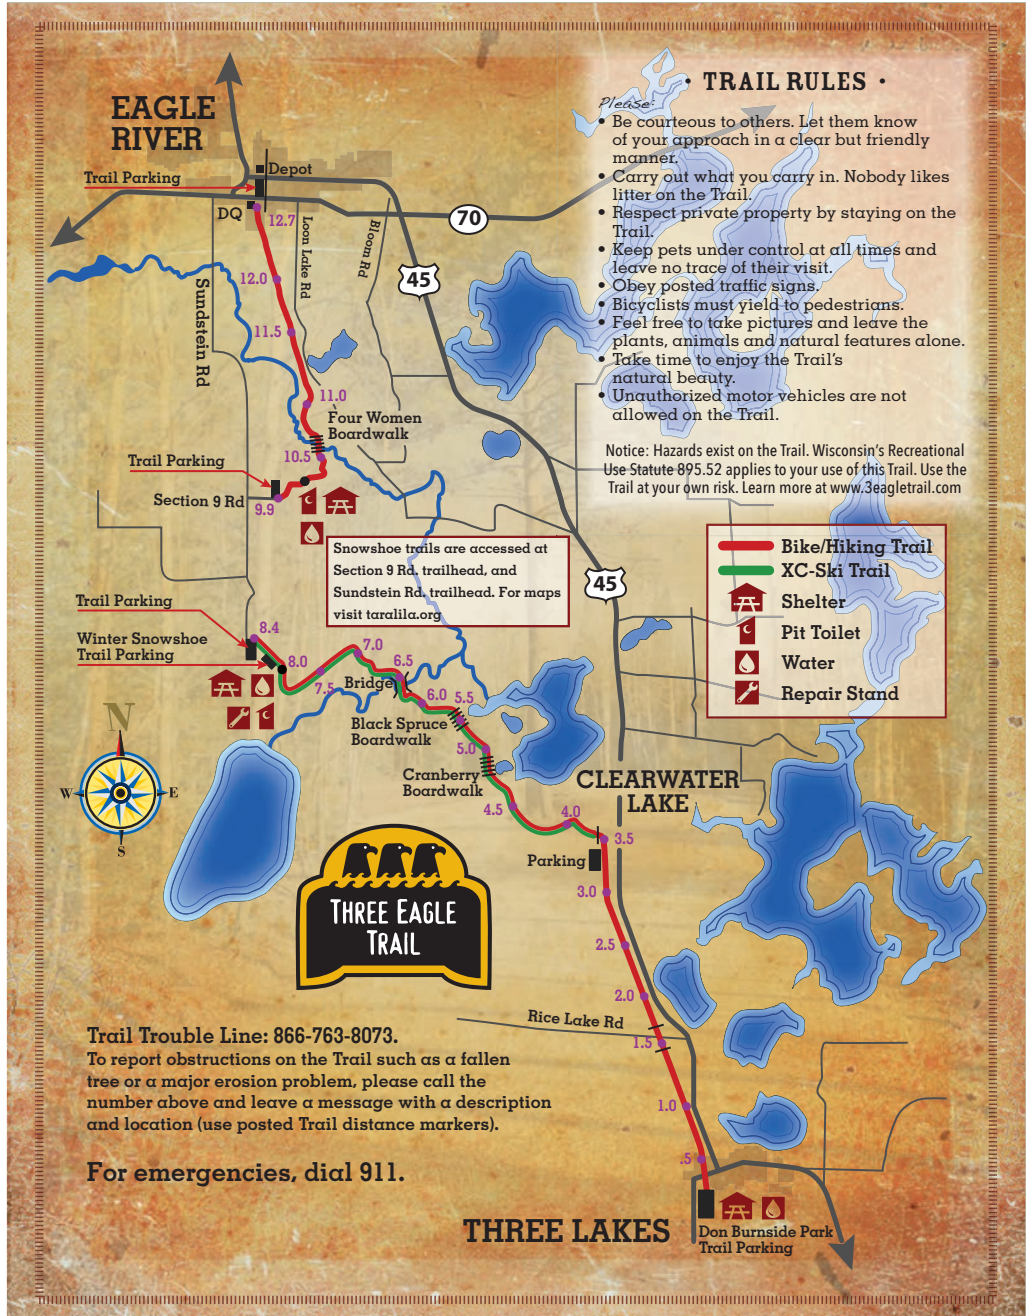 EAGLE
RIVER
• TRAIL RULES •
Please:
• Be courteous to others. Let them know
of your approach in a clear but friendly
manner.
• Carry out what you carry in. Nobody likes
litter on the Trail.
• Respect private property by staying on the
Trail.
• Keep pets under control at all times and
leave no trace of their visit.
• Obey posted traffic signs.
• Bicyclists must yield to pedestrians.
• Feel free to take pictures and leave the
plants, animals and natural features alone.
• Take time to enjoy the Trail's
natural beauty.
• Unauthorized motor vehicles are not
allowed on the Trail.
Notice: Hazards exist on the Trail. Wisconsin's Recreational
Use Statute 895.52 applies to your use of this Trail. Use the
Trail at your own risk. Learn more at www.3eagletrail.com
Depot
Trail Parking
DQ
12.7
70
Loon Lake Rd
Bloom Rd
45
12.0
Sundstein Rd
11.5
11.0
Four Women
Boardwalk
10.5
Trail Parking
Section 9 Rd
9.9
Snowshoe trails are accessed at
Section 9 Rd. trailhead, and
Sundstein Rd. trailhead. For maps
visit taralila.org
45
Bike/Hiking Trail
XC-Ski Trail
Shelter
Pit Toilet
Water
Repair Stand
Trail Parking
8.4
Winter Snowshoe
Trail Parking
8.0
7.5
7.0
6.5
Bridge
6.0
5.5
Black Spruce
Boardwalk
5.0
Cranberry
Boardwalk
4.5
4.0
CLEARWATER
LAKE
3.5
Parking
3.0
N
W
E
S
THREE EAGLE
TRAIL
2.5
2.0
Rice Lake Rd
1.5
1.0
.5
Trail Trouble Line: 866-763-8073.
To report obstructions on the Trail such as a fallen
tree or a major erosion problem, please call the
number above and leave a message with a description
and location (use posted Trail distance markers).
For emergencies, dial 911.
THREE LAKES
Don Burnside Park
Trail Parking